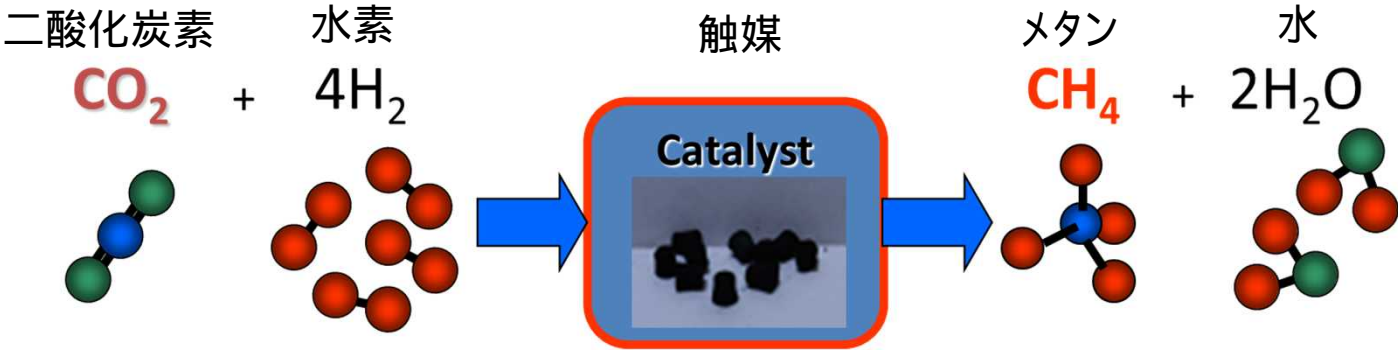 二酸化炭素 水素 触媒 メタン 水
CO₂ + 4H₂ CH₄ + 2H₂O
Catalyst